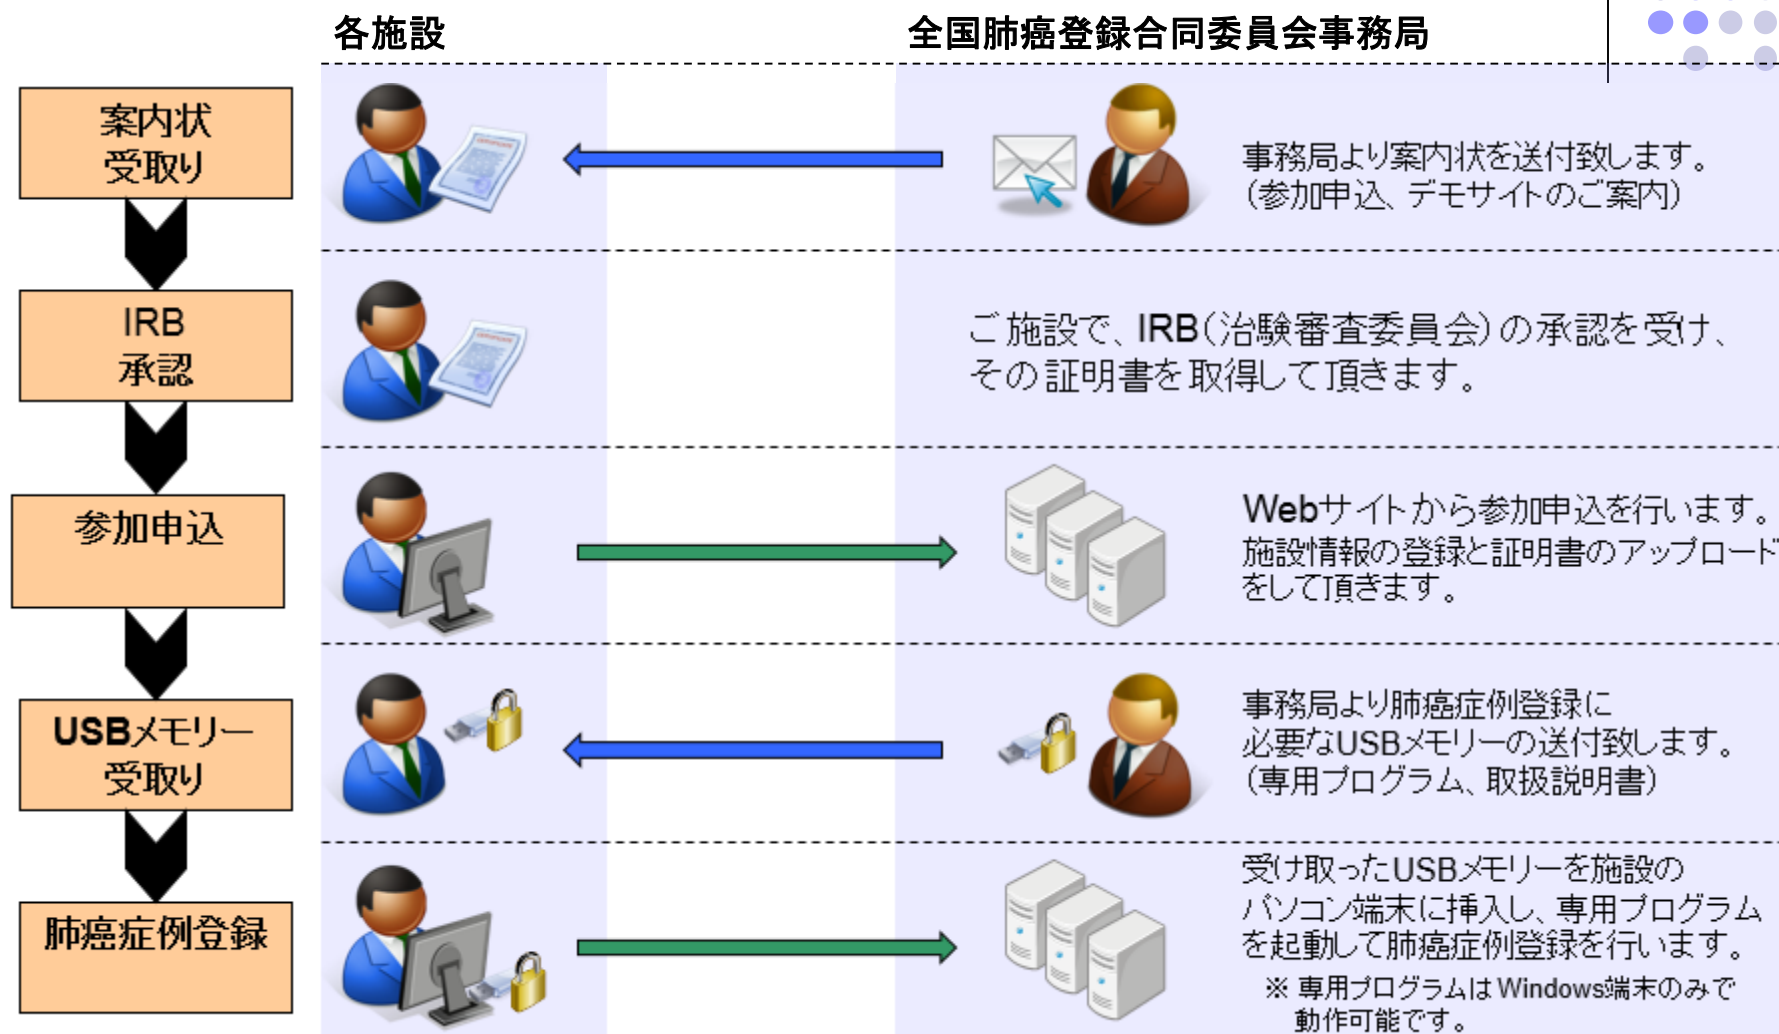 各施設
全国肺癌登録合同委員会事務局
案内状
受取り
事務局より案内状を送付致します。
（参加申込、デモサイトのご案内）
IRB
承認
ご施設で、IRB（治験審査委員会）の承認を受け、
その証明書を取得して頂きます。
参加申込
Webサイトから参加申込を行います。
施設情報の登録と証明書のアップロード
をして頂きます。
USBメモリー
受取り
事務局より肺癌症例登録に
必要なUSBメモリーの送付致します。
（専用プログラム、取扱説明書）
肺癌症例登録
受け取ったUSBメモリーを施設の
パソコン端末に挿入し、専用プログラム
を起動して肺癌症例登録を行います。
※ 専用プログラムはWindows端末のみで
動作可能です。